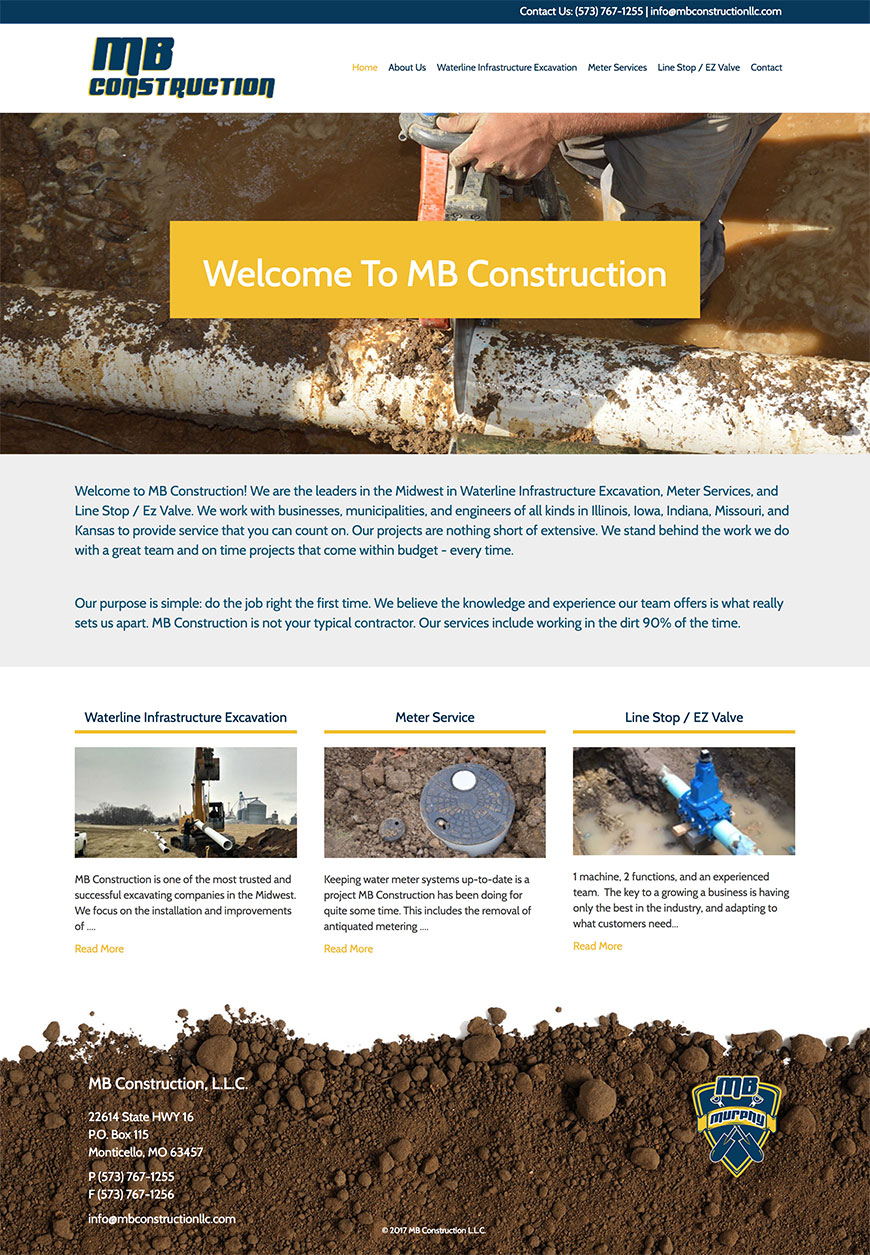 Contact Us: (573) 767-1255 | info@mbconstructionllc.com
MB
CONSTRUCTION
Home About Us Waterline Infrastructure Excavation Meter Services Line Stop / EZ Valve Contact
Welcome To MB Construction
Welcome to MB Construction! We are the leaders in the Midwest in Waterline Infrastructure Excavation, Meter Services, and
Line Stop / Ez Valve. We work with businesses, municipalities, and engineers of all kinds in Illinois, Iowa, Indiana, Missouri, and
Kansas to provide service that you can count on. Our projects are nothing short of extensive. We stand behind the work we do
with a great team and on time projects that come within budget - every time.
Our purpose is simple: do the job right the first time. We believe the knowledge and experience our team offers is what really
sets us apart. MB Construction is not your typical contractor. Our services include working in the dirt 90% of the time.
Waterline Infrastructure Excavation
MB Construction is one of the most trusted and
successful excavating companies in the Midwest.
We focus on the installation and improvements
of ....
Read More
Meter Service
Keeping water meter systems up-to-date is a
project MB Construction has been doing for
quite some time. This includes the removal of
antiquated metering ....
Read More
Line Stop / EZ Valve
1 machine, 2 functions, and an experienced
team. The key to a growing a business is having
only the best in the industry, and adapting to
what customers need...
Read More
MB Construction, L.L.C.
22614 State HWY 16
P.O. Box 115
Monticello, MO 63457
P (573) 767-1255
F (573) 767-1256
info@mbconstructionllc.com
MB
MURPHY
© 2017 MB Construction L.L.C.